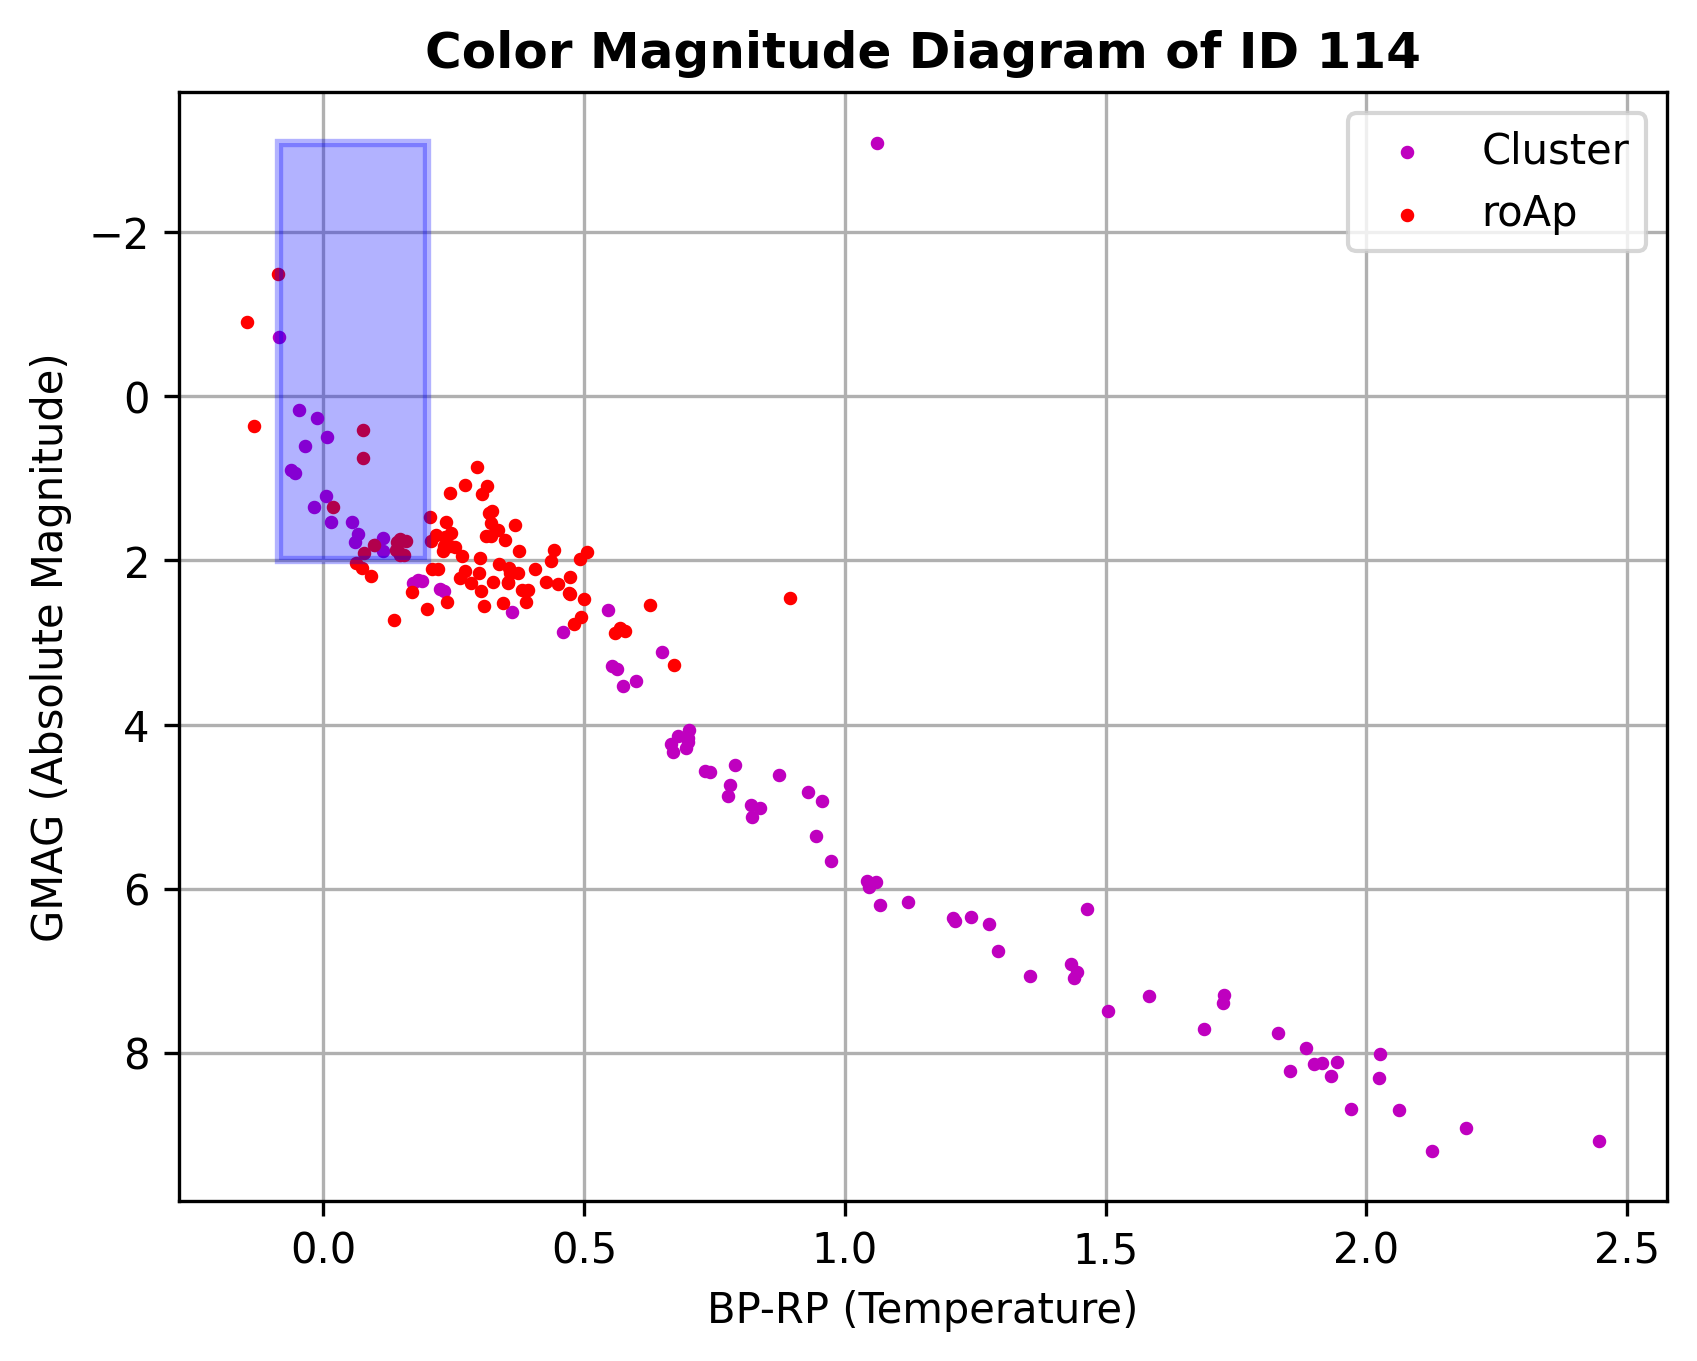 Color Magnitude Diagram of ID 114
Cluster
roAp
−2
0
2
4
6
8
GMAG (Absolute Magnitude)
0.0 0.5 1.0 1.5 2.0 2.5
BP-RP (Temperature)